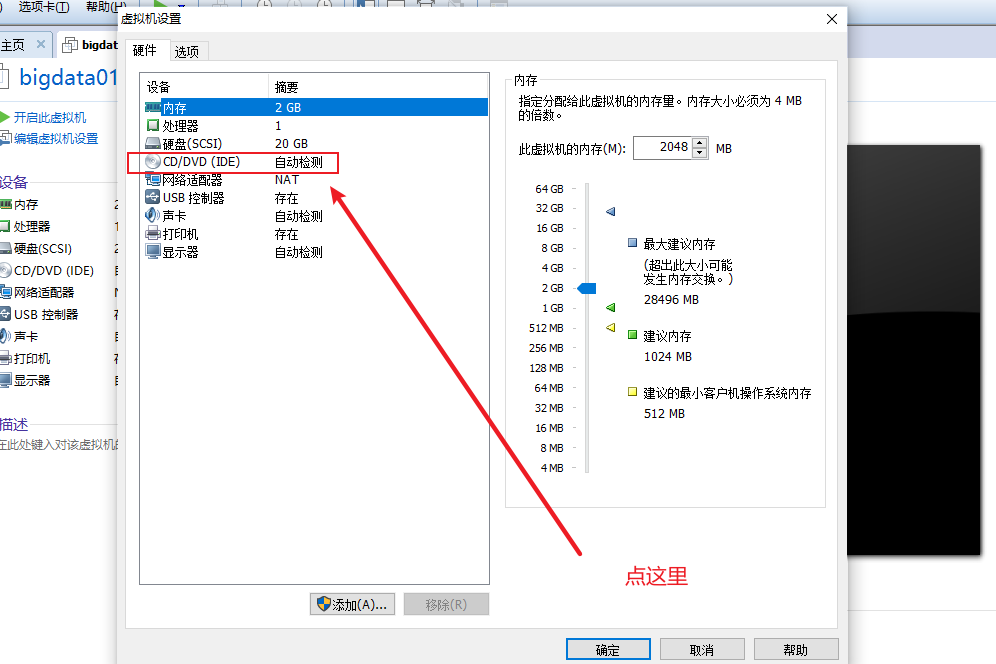 选项卡(T) 帮助(H)
虚拟机设置
主页
bigdat
硬件 选项
bigdata01
开启此虚拟机
编辑虚拟机设置
设备
内存 2
处理器 1
硬盘(SCSI) 2
CD/DVD (IDE)
网络适配器
USB 控制器
声卡
打印机
显示器
描述
在此处键入对该虚拟机的
设备 摘要
内存 2 GB
处理器 1
硬盘(SCSI) 20 GB
CD/DVD (IDE) 自动检测
网络适配器 NAT
USB 控制器 存在
声卡 自动检测
打印机 存在
显示器 自动检测
添加(A)... 移除(R)
内存
指定分配给此虚拟机的内存量。内存大小必须为 4 MB
的倍数。
此虚拟机的内存(M): 2048 MB
64 GB
32 GB
16 GB
8 GB
4 GB
2 GB
1 GB
512 MB
256 MB
128 MB
64 MB
32 MB
16 MB
8 MB
4 MB
最大建议内存
(超出此大小可能
发生内存交换。)
28496 MB
建议内存
1024 MB
建议的最小客户机操作系统内存
512 MB
点这里
确定 取消 帮助